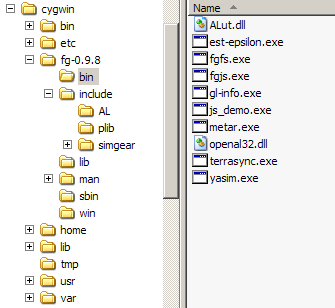 cygwin
bin
etc
fg-0.9.8
bin
include
AL
plib
simgear
lib
man
sbin
win
home
lib
tmp
usr
var
Name
ALut.dll
est-epsilon.exe
fgfs.exe
fgjs.exe
gl-info.exe
js_demo.exe
metar.exe
openal32.dll
terrasync.exe
yasim.exe